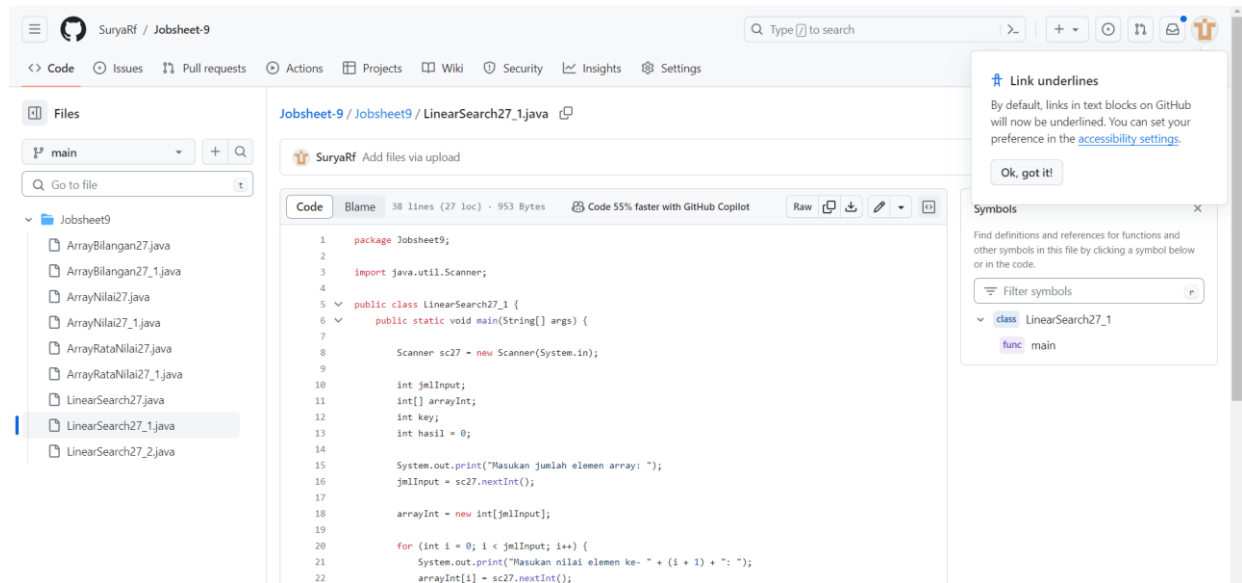 SuryaRf / Jobsheet-9
Type / to search
Code Issues Pull requests Actions Projects Wiki Security Insights Settings
Link underlines
By default, links in text blocks on GitHub
will now be underlined. You can set your
preference in the accessibility settings.
Ok, got it!
Files
main
Go to file t
Jobsheet9
ArrayBilangan27.java
ArrayBilangan27_1.java
ArrayNilai27.java
ArrayNilai27_1.java
ArrayRataNilai27.java
ArrayRataNilai27_1.java
LinearSearch27.java
LinearSearch27_1.java
LinearSearch27_2.java
Jobsheet-9 / Jobsheet9 / LinearSearch27_1.java
SuryaRf Add files via upload
Code Blame 38 lines (27 loc) · 953 Bytes Code 55% faster with GitHub Copilot Raw
1 package Jobsheet9;
2
3 import java.util.Scanner;
4
5 public class LinearSearch27_1 {
6 public static void main(String[] args) {
7
8 Scanner sc27 = new Scanner(System.in);
9
10 int jmlInput;
11 int[] arrayInt;
12 int key;
13 int hasil = 0;
14
15 System.out.print("Masukan jumlah elemen array: ");
16 jmlInput = sc27.nextInt();
17
18 arrayInt = new int[jmlInput];
19
20 for (int i = 0; i < jmlInput; i++) {
21 System.out.print("Masukan nilai elemen ke- " + (i + 1) + ": ");
22 arrayInt[i] = sc27.nextInt();
Symbols
Find definitions and references for functions and
other symbols in this file by clicking a symbol below
or in the code.
Filter symbols r
class LinearSearch27_1
func main